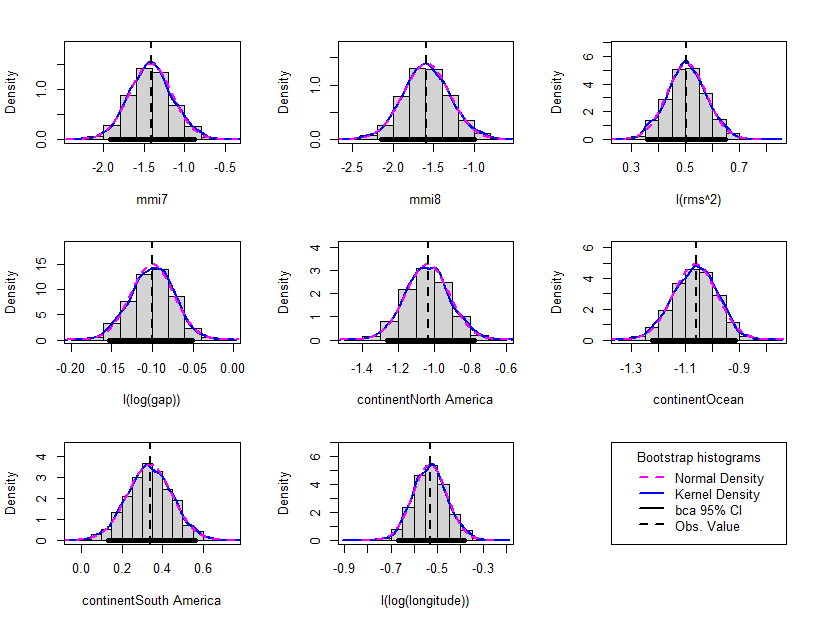 Density
0.0 1.0
-2.0 -1.5 -1.0 -0.5
mmi7
Density
0.0 1.0
-2.5 -2.0 -1.5 -1.0
mmi8
Density
0 2 4 6
0.3 0.5 0.7
I(rms^2)
Density
0 5 10 15
-0.20 -0.15 -0.10 -0.05 0.00
I(log(gap))
Density
0 1 2 3 4
-1.4 -1.2 -1.0 -0.8 -0.6
continentNorth America
Density
0 2 4 6
-1.3 -1.1 -0.9
continentOcean
Density
0 1 2 3 4
0.0 0.2 0.4 0.6
continentSouth America
Density
0 2 4 6
-0.9 -0.7 -0.5 -0.3
I(log(longitude))
Bootstrap histograms
Normal Density
Kernel Density
bca 95% CI
Obs. Value